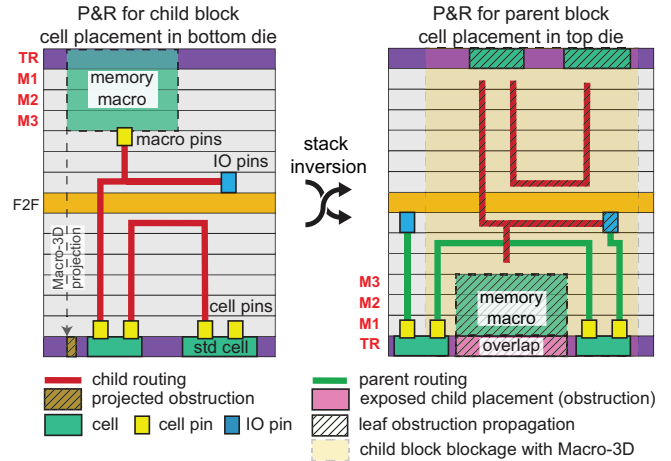 P&R for child block
cell placement in bottom die
TR
M1
M2
M3
memory
macro
macro pins
IO pins
F2F
Macro-3D
projection
cell pins
std cell
stack
inversion
P&R for parent block
cell placement in top die
M3
M2
M1
TR
memory
macro
overlap
child routing
projected obstruction
cell
cell pin
IO pin
parent routing
exposed child placement (obstruction)
leaf obstruction propagation
child block blockage with Macro-3D